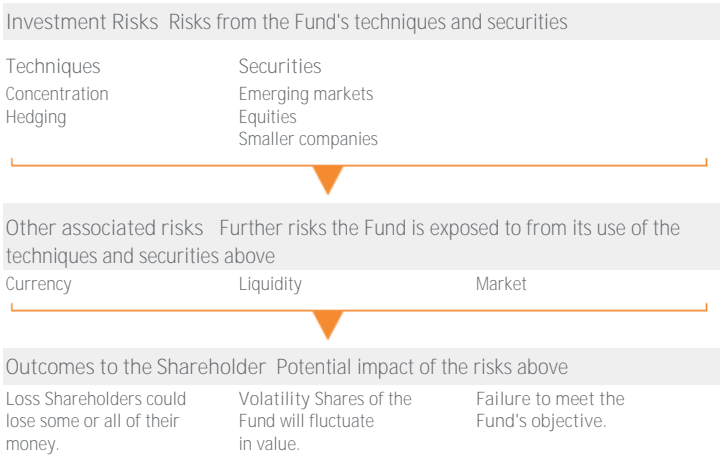 Investment Risks Risks from the Fund's techniques and securities
Techniques
Concentration
Hedging
Securities
Emerging markets
Equities
Smaller companies
Other associated risks Further risks the Fund is exposed to from its use of the
techniques and securities above
Currency
Liquidity
Market
Outcomes to the Shareholder Potential impact of the risks above
Loss Shareholders could
lose some or all of their
money.
Volatility Shares of the
Fund will fluctuate
in value.
Failure to meet the
Fund's objective.